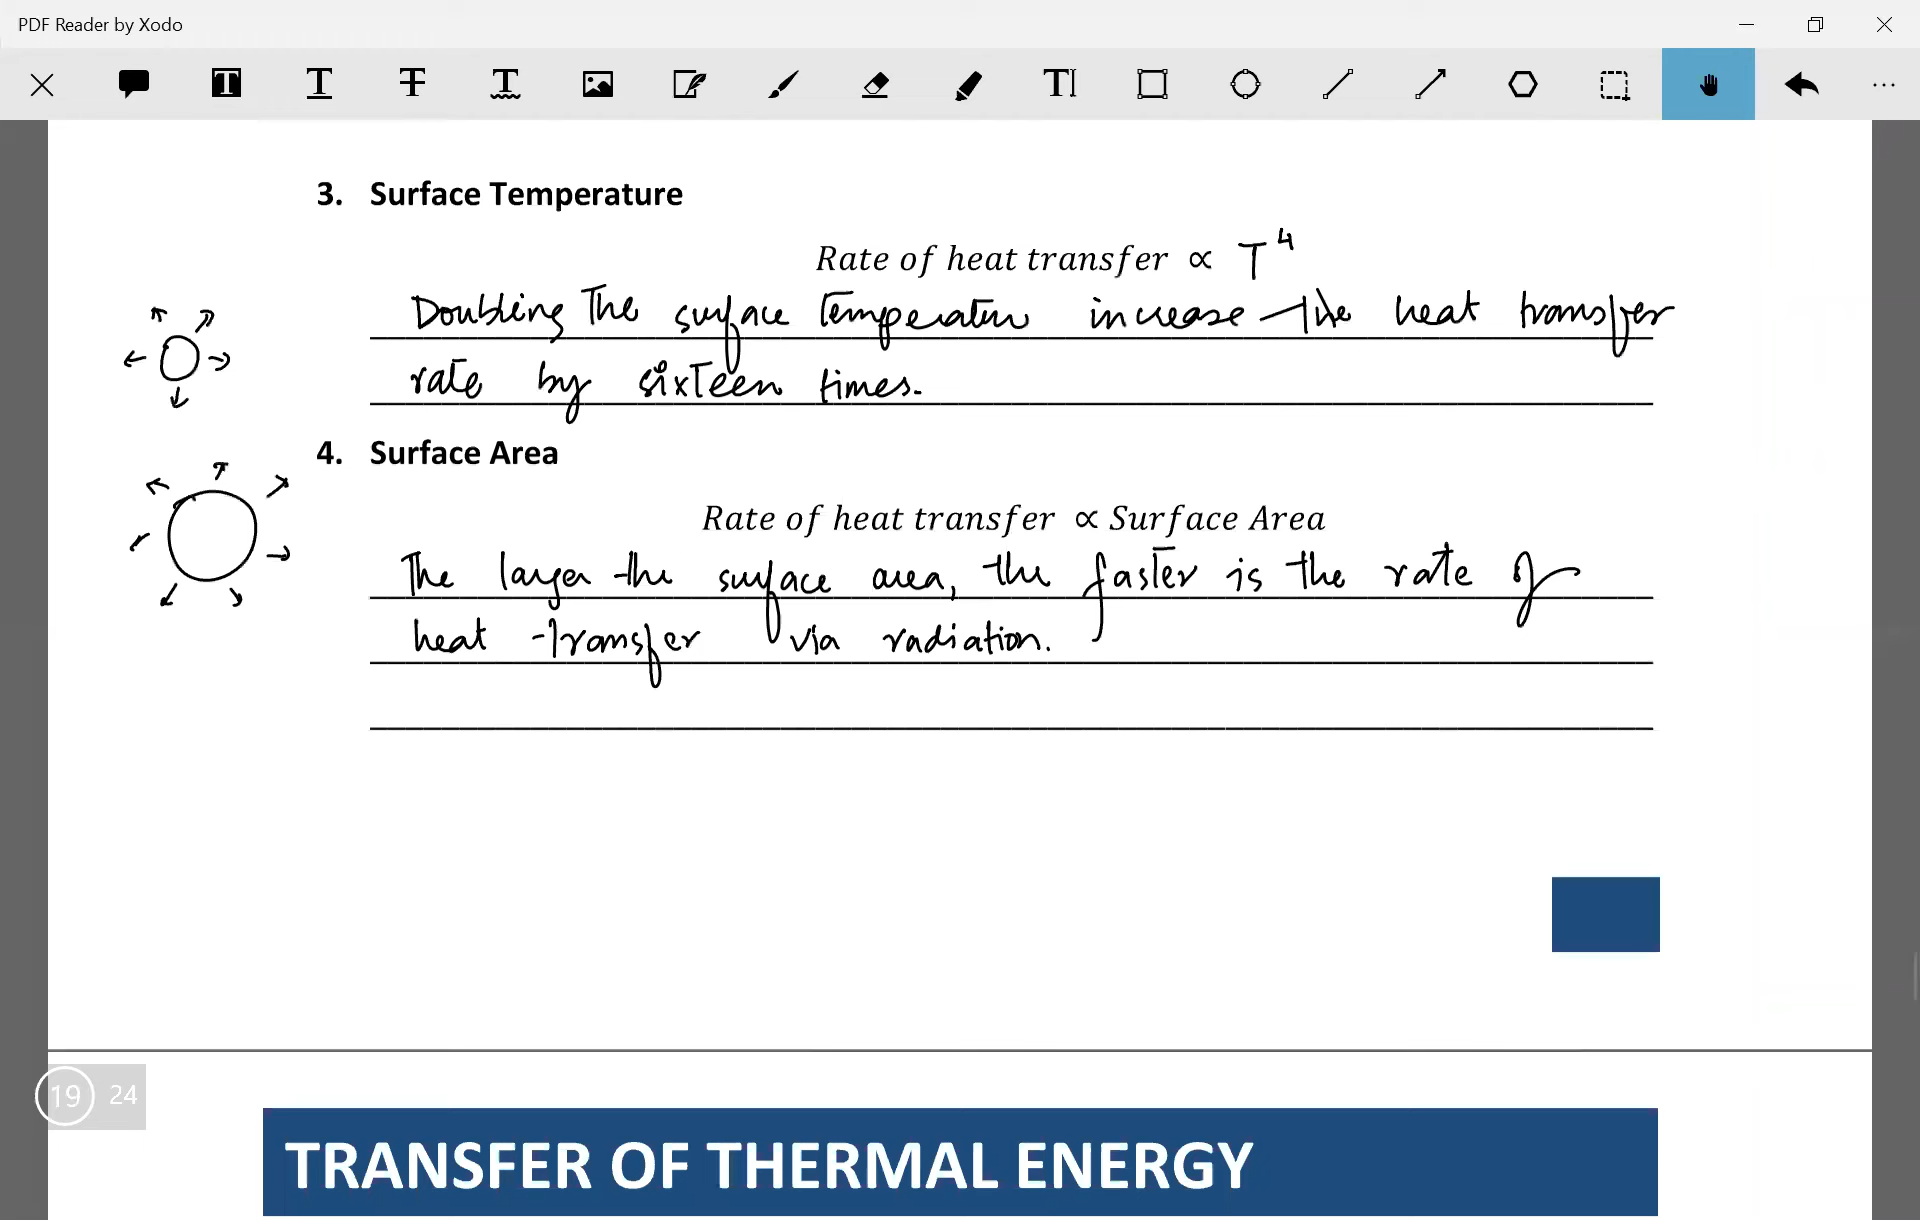 PDF Reader by Xodo
3. Surface Temperature
Rate of heat transfer ∝ T⁴
Doubling the surface temperature increase the heat transfer
rate by sixteen times.
4. Surface Area
Rate of heat transfer ∝ Surface Area
The larger the surface area, the faster is the rate of
heat transfer via radiation.
19 24
TRANSFER OF THERMAL ENERGY